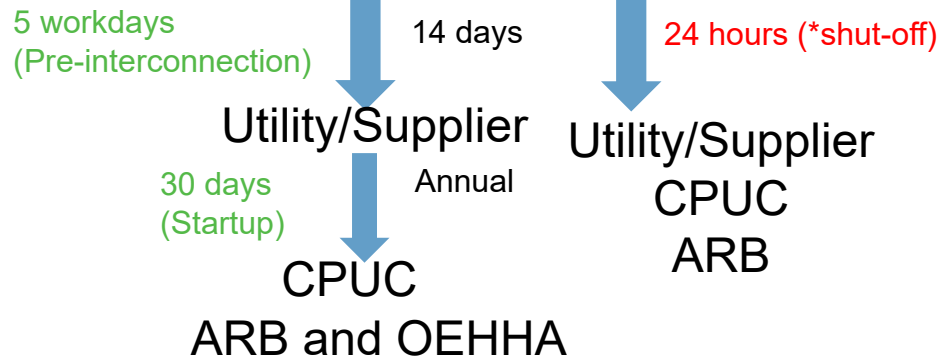 5 workdays
(Pre-interconnection)
14 days
24 hours (*shut-off)
Utility/Supplier
30 days
(Startup)
Annual
CPUC
ARB and OEHHA
Utility/Supplier
CPUC
ARB